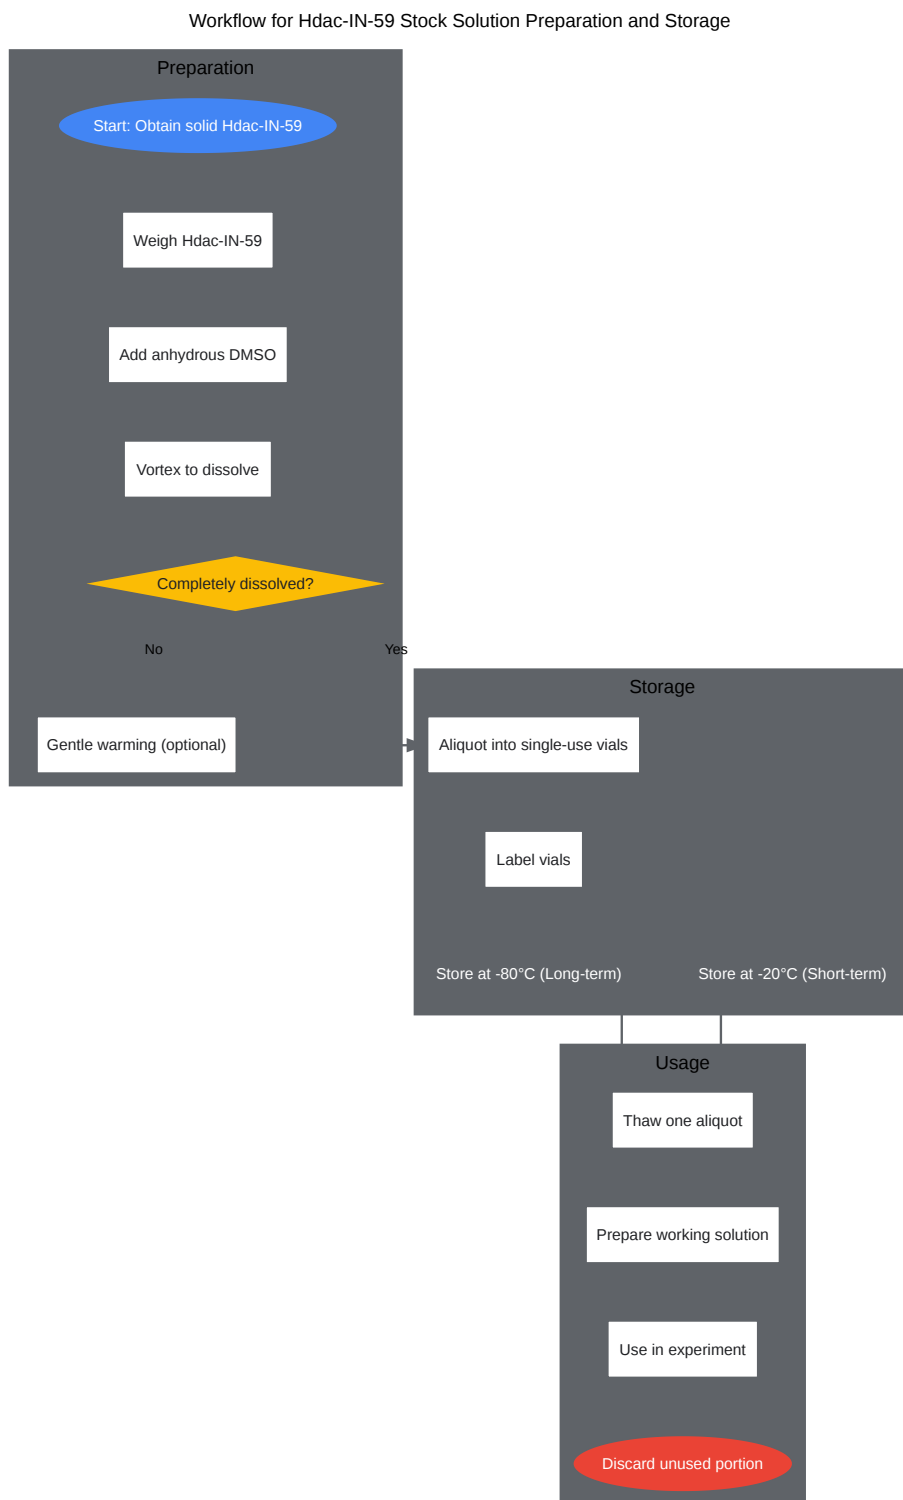 Workflow for Hdac-IN-59 Stock Solution Preparation and Storage
Preparation
Start: Obtain solid Hdac-IN-59
Weigh Hdac-IN-59
Add anhydrous DMSO
Vortex to dissolve
Completely dissolved?
No
Yes
Gentle warming (optional)
Storage
Aliquot into single-use vials
Label vials
Store at -80°C (Long-term)
Store at -20°C (Short-term)
Usage
Thaw one aliquot
Prepare working solution
Use in experiment
Discard unused portion